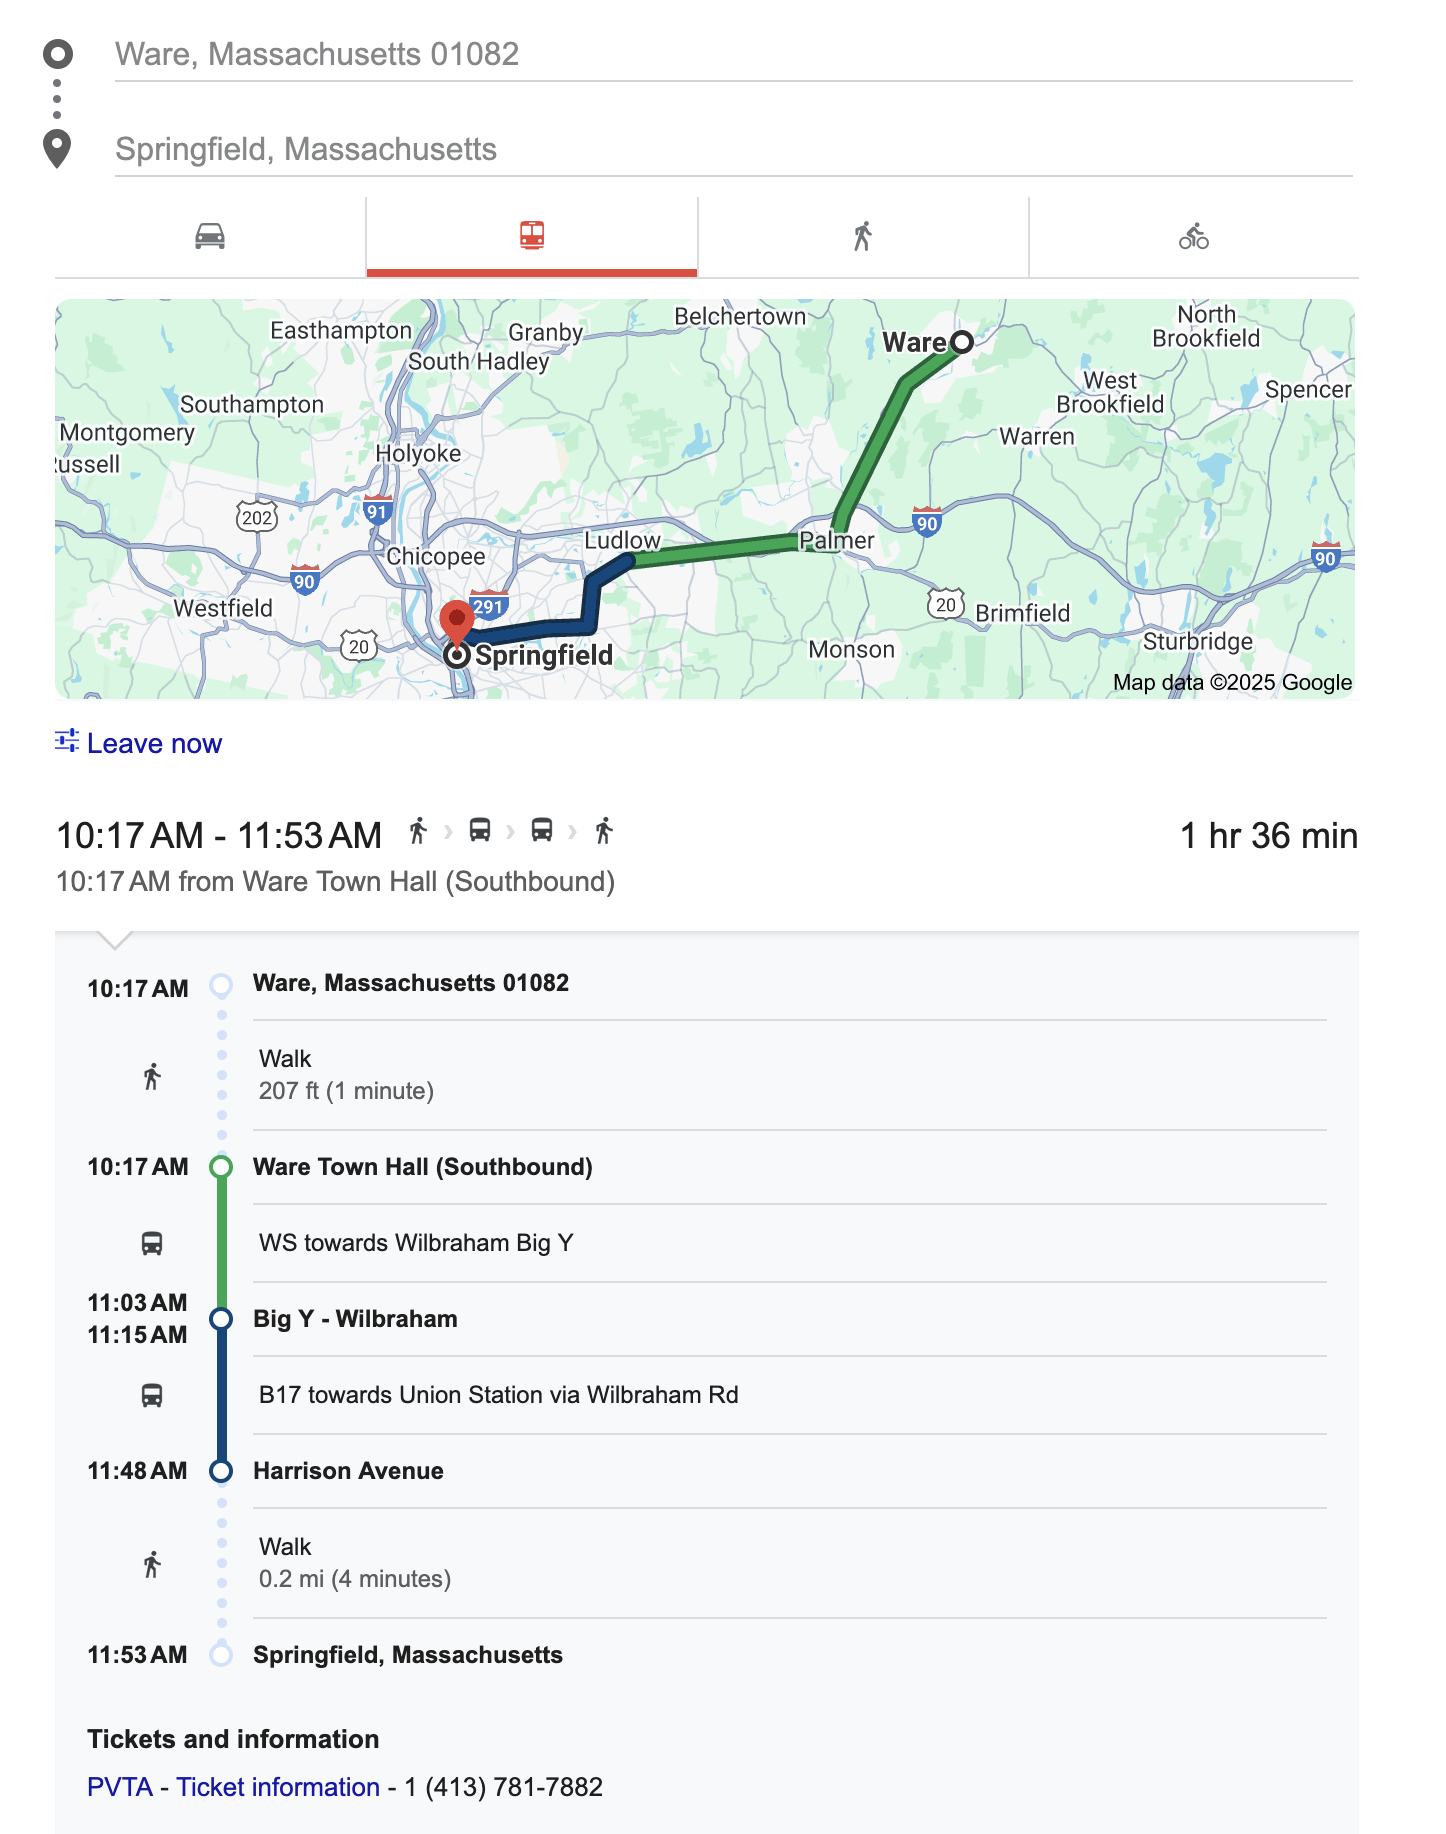 Ware, Massachusetts 01082
Springfield, Massachusetts
Easthampton
Granby
Belchertown
North
Brookfield
Ware
South Hadley
Southampton
West
Brookfield
Spencer
Montgomery
Warren
Holyoke
ussell
202
91
90
Ludlow
Palmer
Chicopee
90
90
Westfield
291
20
Brimfield
20
Springfield
Monson
Sturbridge
Map data ©2025 Google
Leave now
10:17 AM - 11:53 AM
1 hr 36 min
10:17 AM from Ware Town Hall (Southbound)
10:17 AM
Ware, Massachusetts 01082
Walk
207 ft (1 minute)
10:17 AM
Ware Town Hall (Southbound)
WS towards Wilbraham Big Y
11:03 AM
11:15 AM
Big Y - Wilbraham
B17 towards Union Station via Wilbraham Rd
11:48 AM
Harrison Avenue
Walk
0.2 mi (4 minutes)
11:53 AM
Springfield, Massachusetts
Tickets and information
PVTA - Ticket information - 1 (413) 781-7882